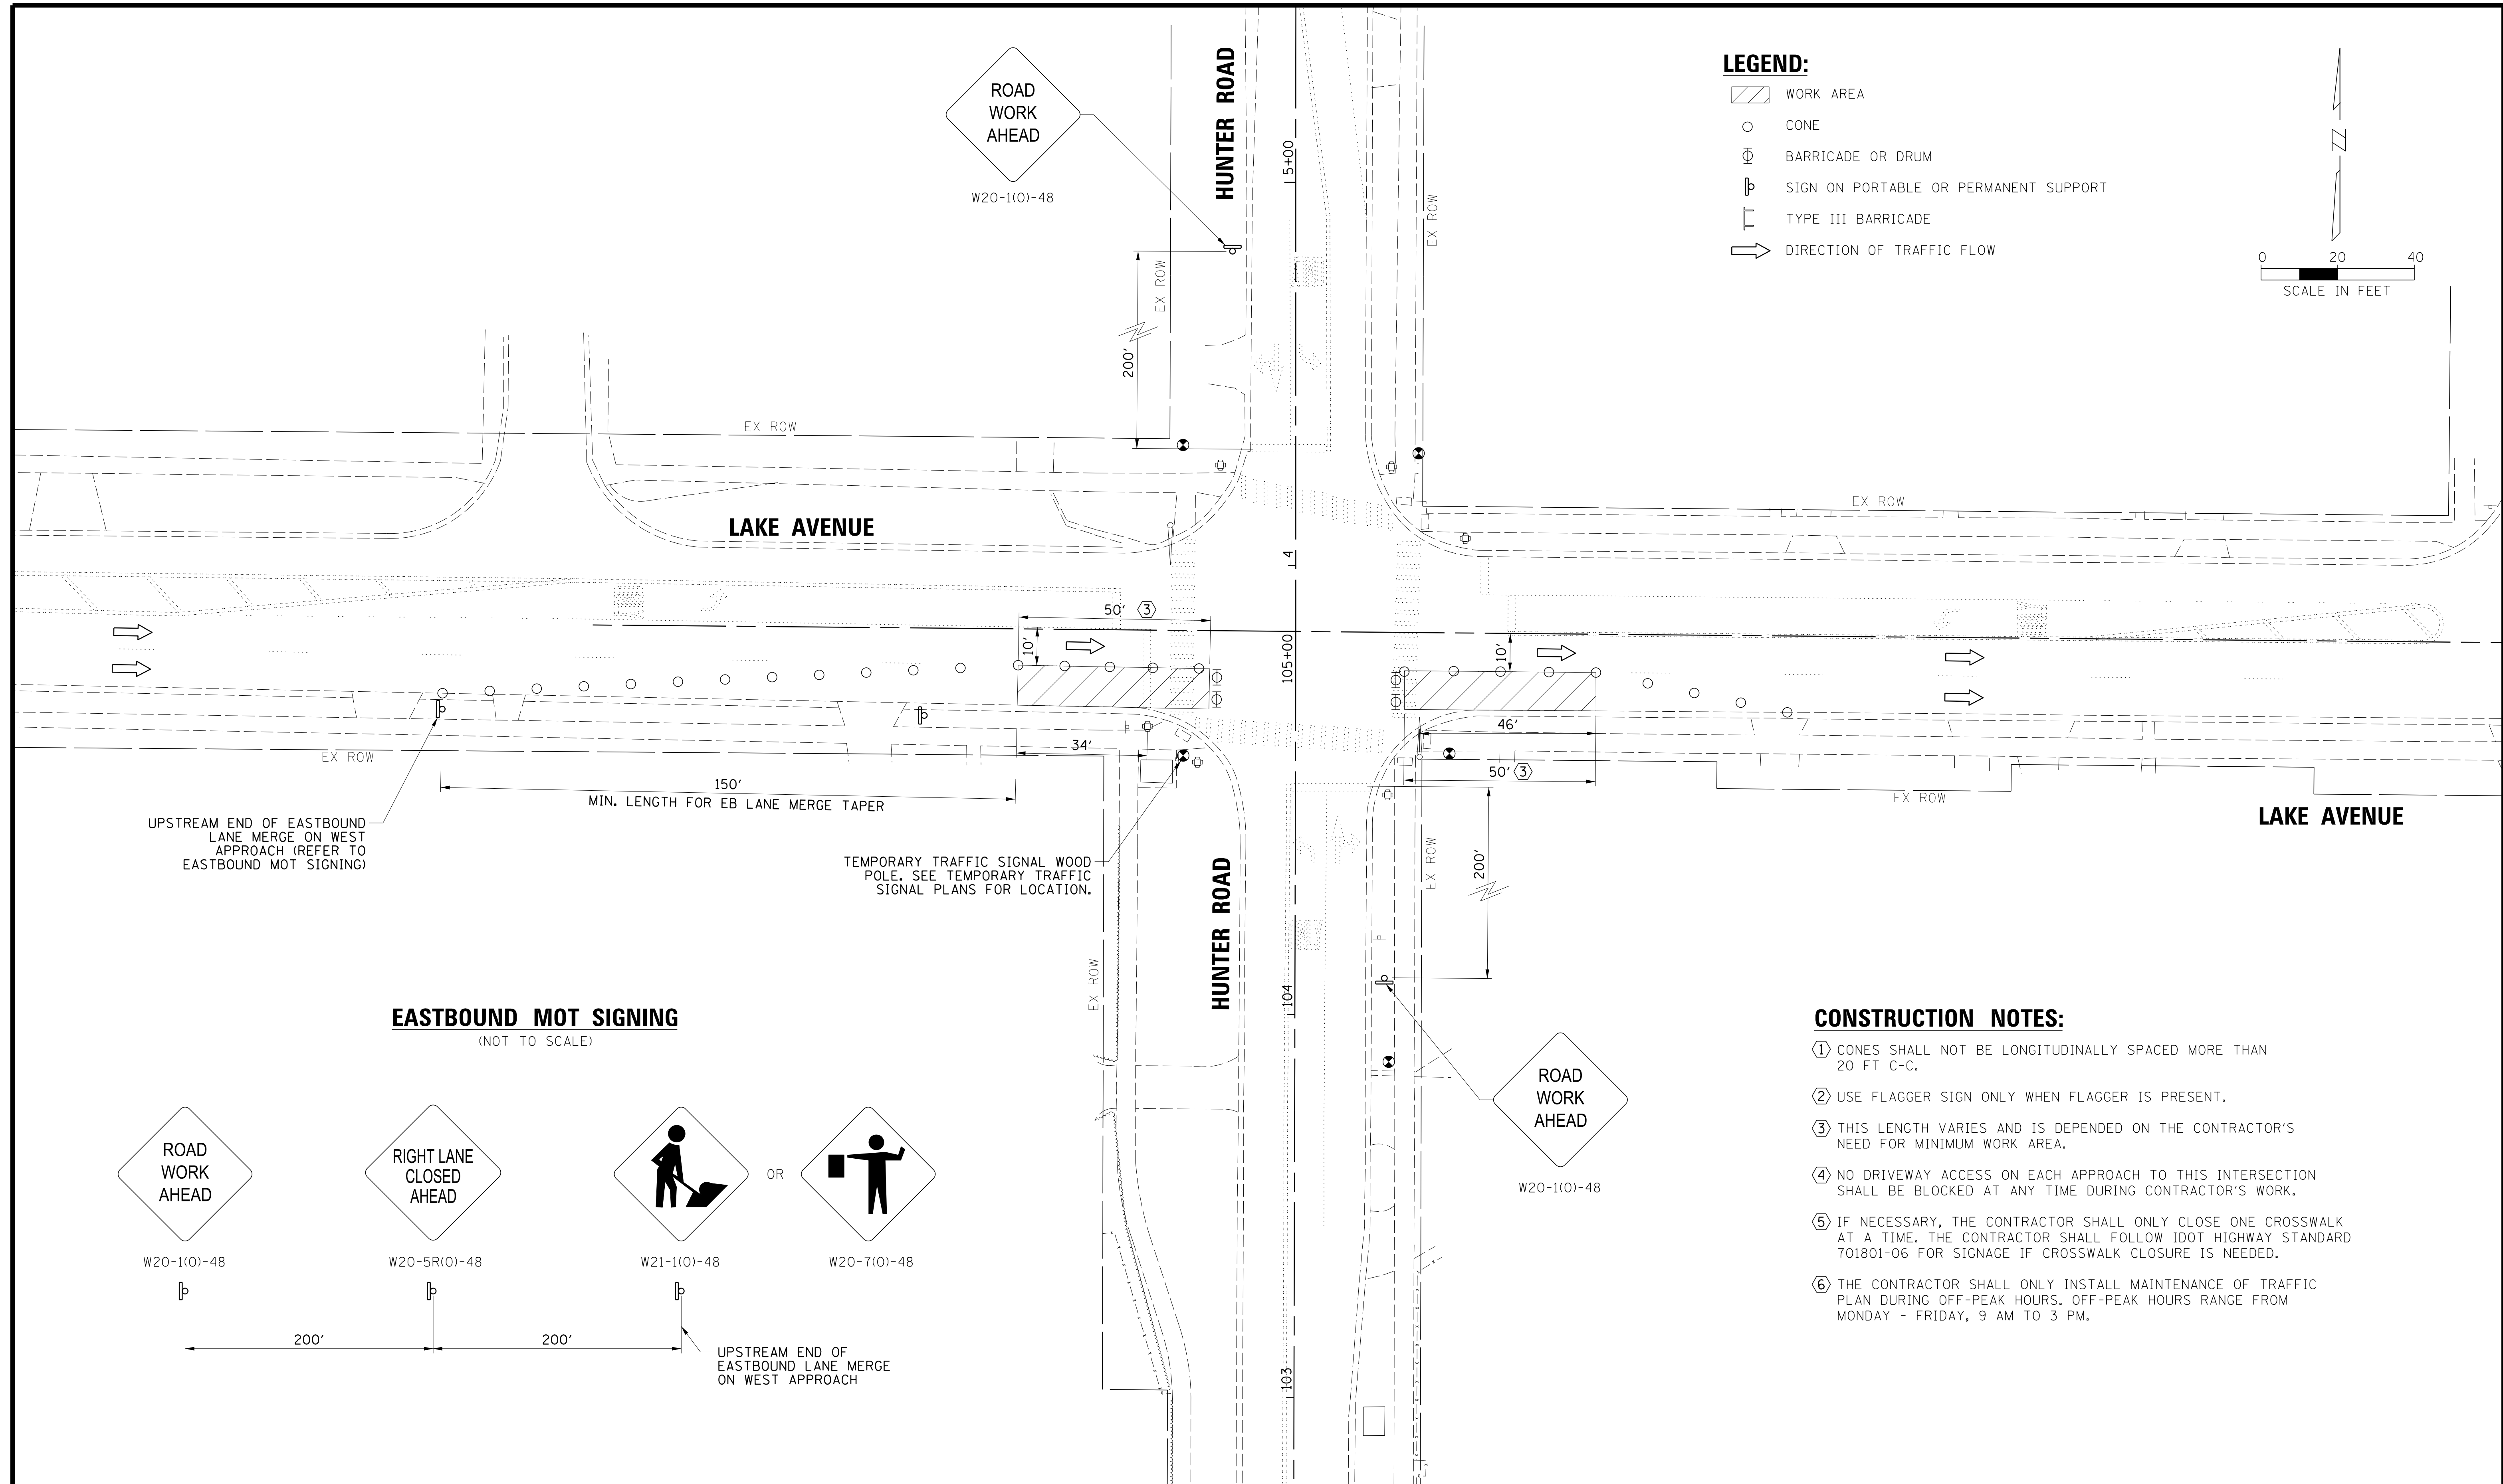 ROAD
WORK
AHEAD
W20-1(O)-48
HUNTER ROAD
5+00
EX ROW
EX ROW
200'
LEGEND:
WORK AREA
CONE
BARRICADE OR DRUM
SIGN ON PORTABLE OR PERMANENT SUPPORT
TYPE III BARRICADE
DIRECTION OF TRAFFIC FLOW
N
0 20 40
SCALE IN FEET
EX ROW
EX ROW
LAKE AVENUE
4
50' 3
10'
105+00
10'
34'
46'
50' 3
EX ROW
150'
MIN. LENGTH FOR EB LANE MERGE TAPER
EX ROW
LAKE AVENUE
UPSTREAM END OF EASTBOUND
LANE MERGE ON WEST
APPROACH (REFER TO
EASTBOUND MOT SIGNING)
TEMPORARY TRAFFIC SIGNAL WOOD
POLE. SEE TEMPORARY TRAFFIC
SIGNAL PLANS FOR LOCATION.
HUNTER ROAD
EX ROW
200'
EX ROW
104
103
ROAD
WORK
AHEAD
W20-1(O)-48
EASTBOUND MOT SIGNING
(NOT TO SCALE)
ROAD
WORK
AHEAD
W20-1(O)-48
RIGHT LANE
CLOSED
AHEAD
W20-5R(O)-48
W21-1(O)-48
OR
W20-7(O)-48
200'
200'
UPSTREAM END OF
EASTBOUND LANE MERGE
ON WEST APPROACH
CONSTRUCTION NOTES:
1 CONES SHALL NOT BE LONGITUDINALLY SPACED MORE THAN
20 FT C-C.
2 USE FLAGGER SIGN ONLY WHEN FLAGGER IS PRESENT.
3 THIS LENGTH VARIES AND IS DEPENDED ON THE CONTRACTOR'S
NEED FOR MINIMUM WORK AREA.
4 NO DRIVEWAY ACCESS ON EACH APPROACH TO THIS INTERSECTION
SHALL BE BLOCKED AT ANY TIME DURING CONTRACTOR'S WORK.
5 IF NECESSARY, THE CONTRACTOR SHALL ONLY CLOSE ONE CROSSWALK
AT A TIME. THE CONTRACTOR SHALL FOLLOW IDOT HIGHWAY STANDARD
701801-06 FOR SIGNAGE IF CROSSWALK CLOSURE IS NEEDED.
6 THE CONTRACTOR SHALL ONLY INSTALL MAINTENANCE OF TRAFFIC
PLAN DURING OFF-PEAK HOURS. OFF-PEAK HOURS RANGE FROM
MONDAY - FRIDAY, 9 AM TO 3 PM.